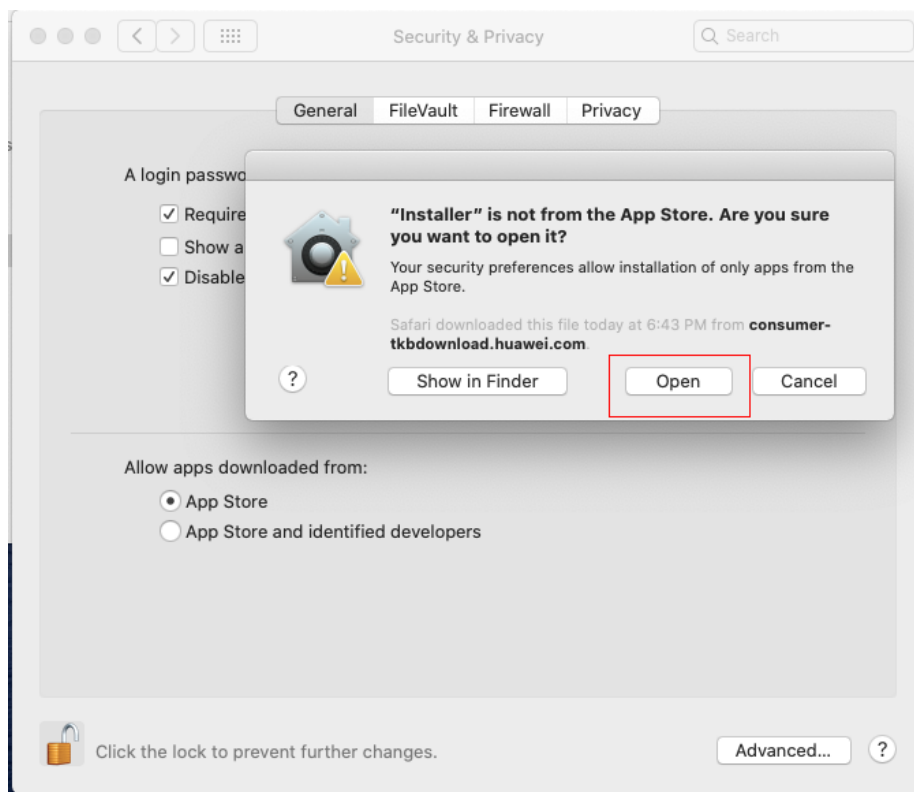 Security & Privacy
Search
General
FileVault
Firewall
Privacy
A login
Require
Show a
Disable
“Installer” is not from the App Store. Are you sure
you want to open it?
Your security preferences allow installation of only apps from the
App Store.
Safari downloaded this file today at 6:43 PM from consumer-
tkbdownload.huawei.com.
?
Show in Finder
Open
Cancel
Allow apps downloaded from:
App Store
App Store and identified developers
Click the lock to prevent further changes.
Advanced...
?